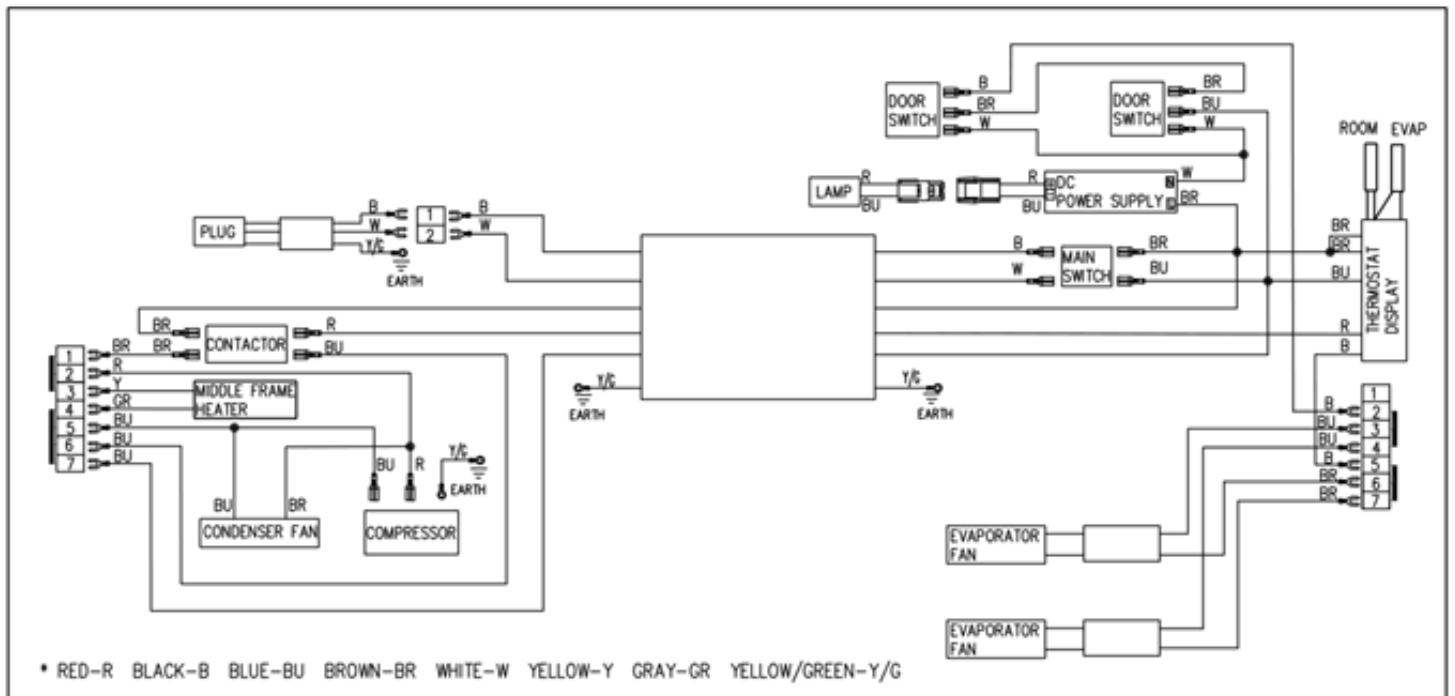 B
DOOR
SWITCH
BR
W
DOOR
SWITCH
BR
BU
W
ROOM EVAP
LAMP
R
BU
R
BU
DC
POWER SUPPLY
N
L
W
BR
PLUG
B
W
Y/G
EARTH
1
2
B
W
B
W
MAIN
SWITCH
BR
BU
BR
BR
BU
R
B
THERMOSTAT
DISPLAY
BR
BR
CONTACTOR
R
BU
1
2
3
4
5
6
7
BR
R
Y
GR
BU
BU
BU
MIDDLE FRAME
HEATER
Y/G
EARTH
Y/G
EARTH
BU
R
Y/G
EARTH
BU
BR
CONDENSER FAN
COMPRESSOR
1
2
3
4
5
6
7
B
BU
BU
B
BR
BR
EVAPORATOR
FAN
EVAPORATOR
FAN
* RED-R BLACK-B BLUE-BU BROWN-BR WHITE-W YELLOW-Y GRAY-GR YELLOW/GREEN-Y/G